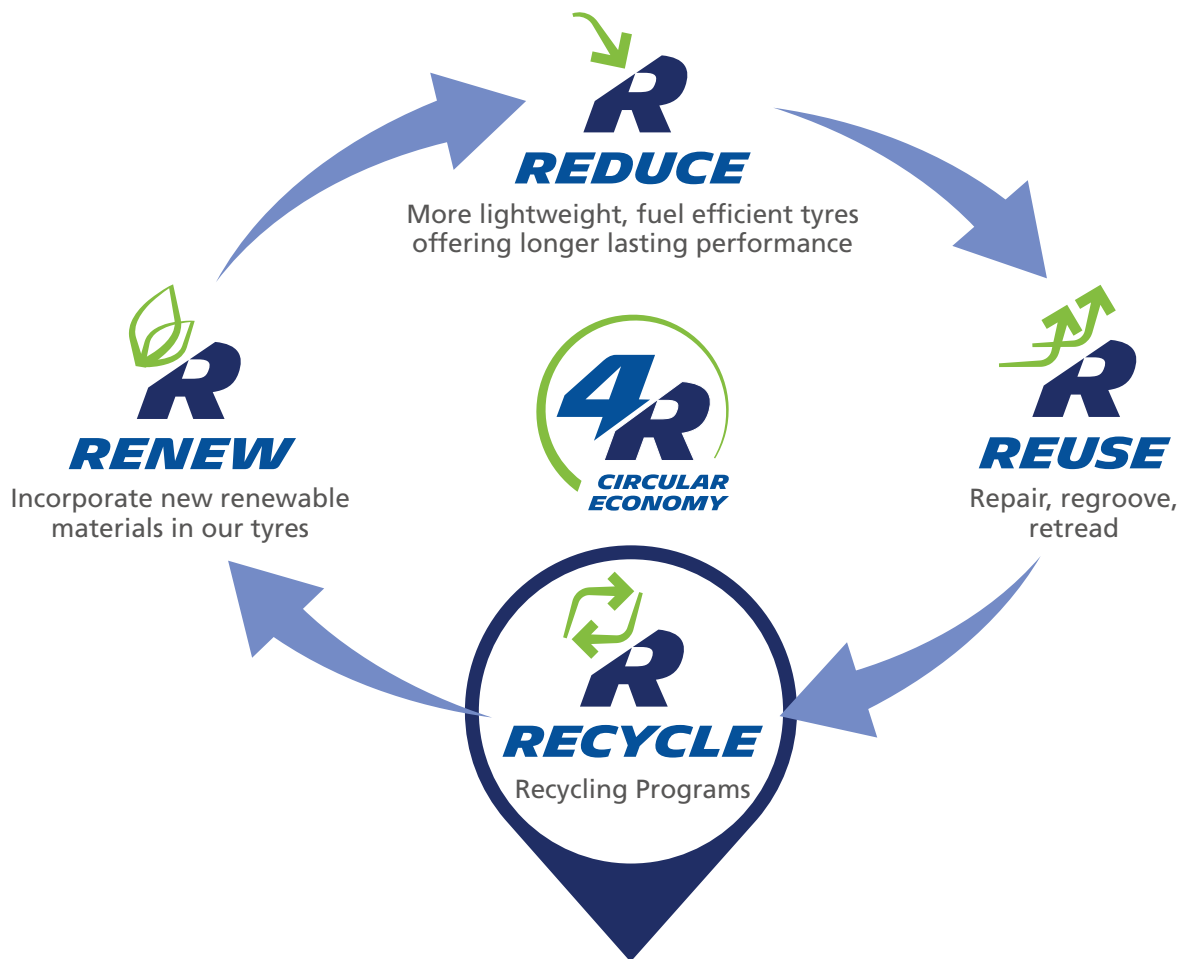 R
REDUCE
More lightweight, fuel efficient tyres
offering longer lasting performance
R
RENEW
Incorporate new renewable
materials in our tyres
4R
CIRCULAR
ECONOMY
R
REUSE
Repair, regroove,
retread
R
RECYCLE
Recycling Programs